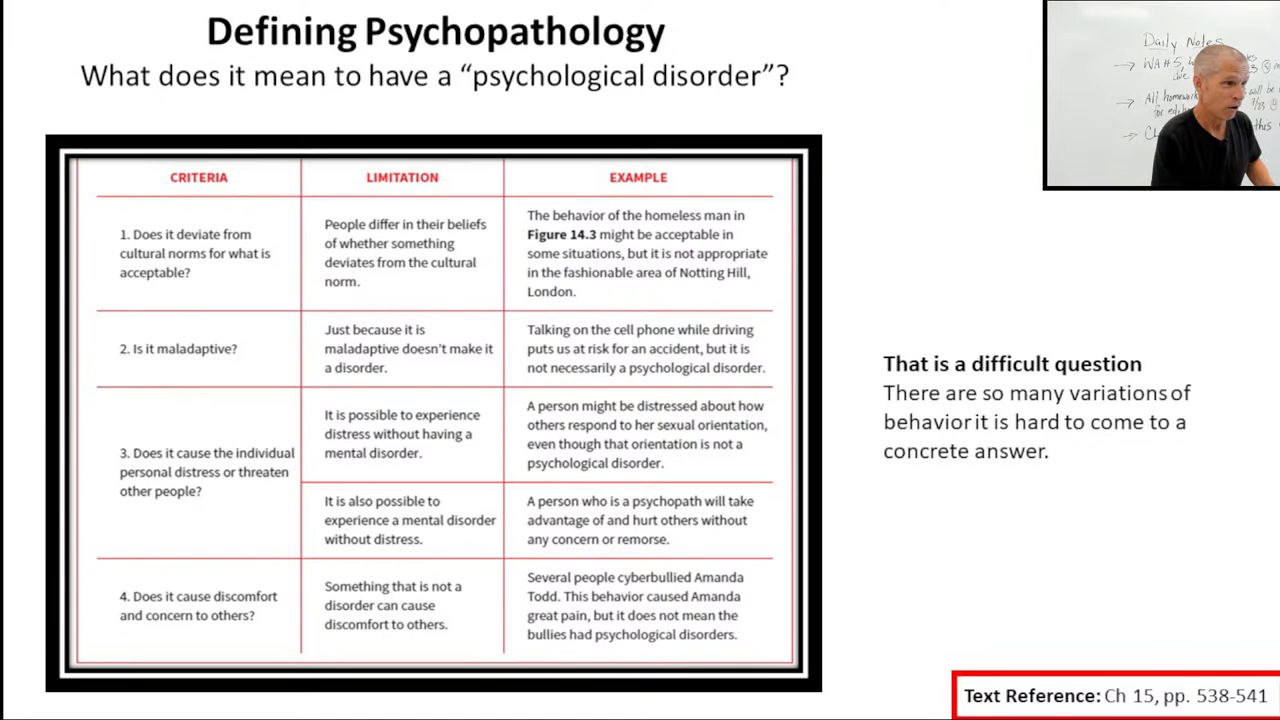 Defining Psychopathology
What does it mean to have a “psychological disorder”?
Daily Notes
CRITERIA
LIMITATION
EXAMPLE
1. Does it deviate from
cultural norms for what is
acceptable?
People differ in their beliefs
of whether something
deviates from the cultural
norm.
The behavior of the homeless man in
Figure 14.3 might be acceptable in
some situations, but it is not appropriate
in the fashionable area of Notting Hill,
London.
2. Is it maladaptive?
Just because it is
maladaptive doesn't make it
a disorder.
Talking on the cell phone while driving
puts us at risk for an accident, but it is
not necessarily a psychological disorder.
3. Does it cause the individual
personal distress or threaten
other people?
It is possible to experience
distress without having a
mental disorder.
A person might be distressed about how
others respond to her sexual orientation,
even though that orientation is not a
psychological disorder.
It is also possible to
experience a mental disorder
without distress.
A person who is a psychopath will take
advantage of and hurt others without
any concern or remorse.
4. Does it cause discomfort
and concern to others?
Something that is not a
disorder can cause
discomfort to others.
Several people cyberbullied Amanda
Todd. This behavior caused Amanda
great pain, but it does not mean the
bullies had psychological disorders.
That is a difficult question
There are so many variations of
behavior it is hard to come to a
concrete answer.
Text Reference: Ch 15, pp. 538-541